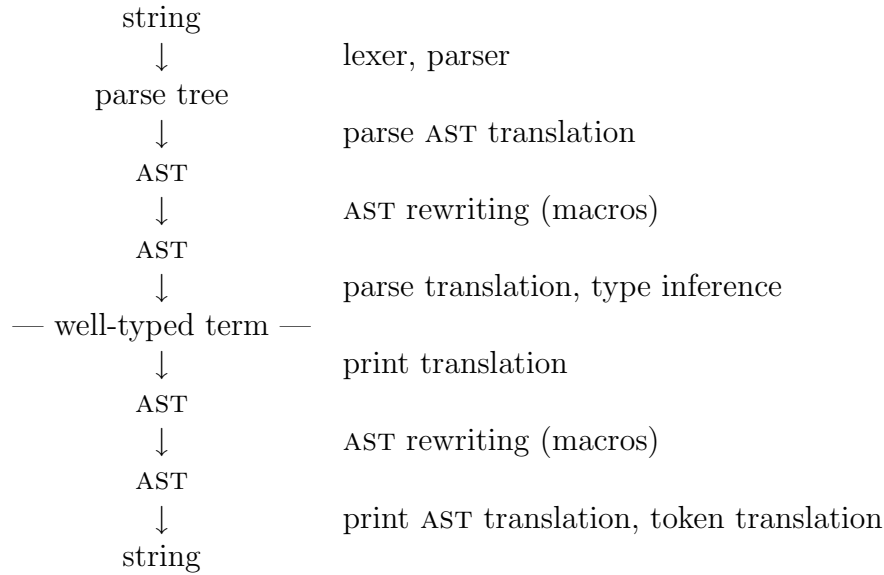 string
↓ lexer, parser
parse tree
↓ parse AST translation
AST
↓ AST rewriting (macros)
AST
↓ parse translation, type inference
— well-typed term —
↓ print translation
AST
↓ AST rewriting (macros)
AST
↓ print AST translation, token translation
string